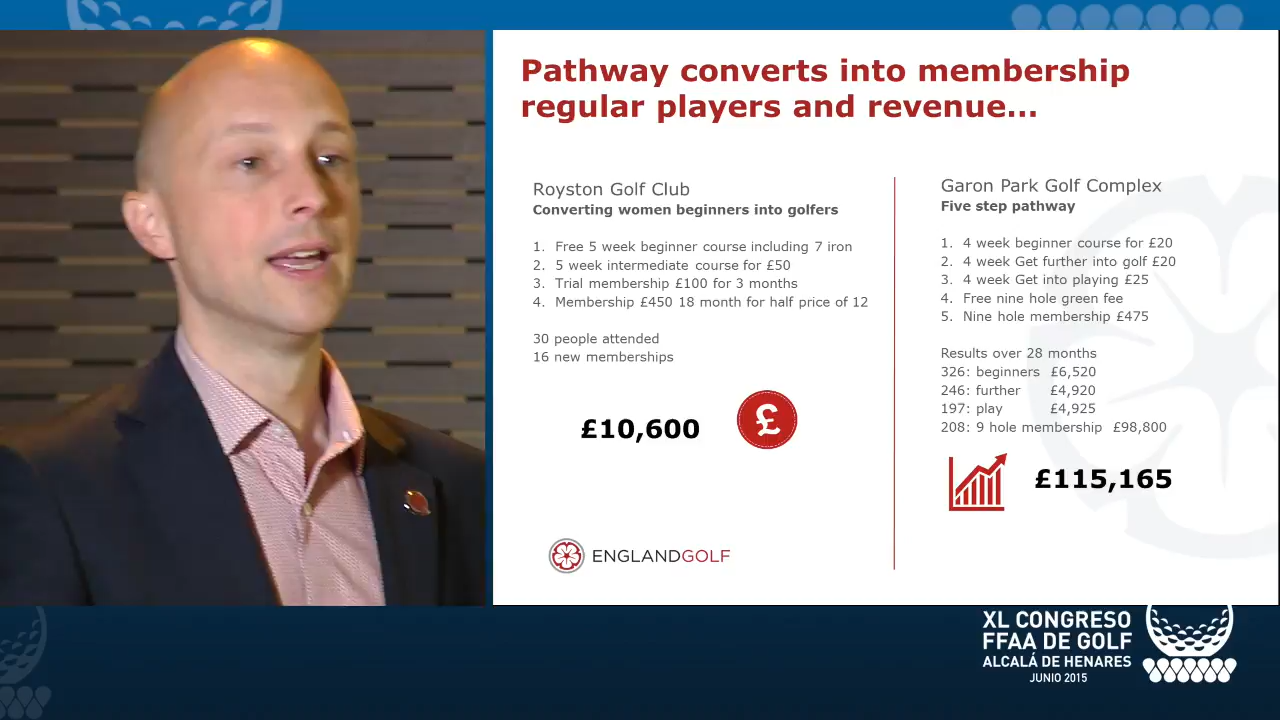 Pathway converts into membership
regular players and revenue...
Royston Golf Club
Converting women beginners into golfers
1. Free 5 week beginner course including 7 iron
2. 5 week intermediate course for £50
3. Trial membership £100 for 3 months
4. Membership £450 18 month for half price of 12
30 people attended
16 new memberships
£10,600
£
ENGLANDGOLF
Garon Park Golf Complex
Five step pathway
1. 4 week beginner course for £20
2. 4 week Get further into golf £20
3. 4 week Get into playing £25
4. Free nine hole green fee
5. Nine hole membership £475
Results over 28 months
326: beginners £6,520
246: further £4,920
197: play £4,925
208: 9 hole membership £98,800
£115,165
XL CONGRESO
FFAA DE GOLF
ALCALÁ DE HENARES
JUNIO 2015